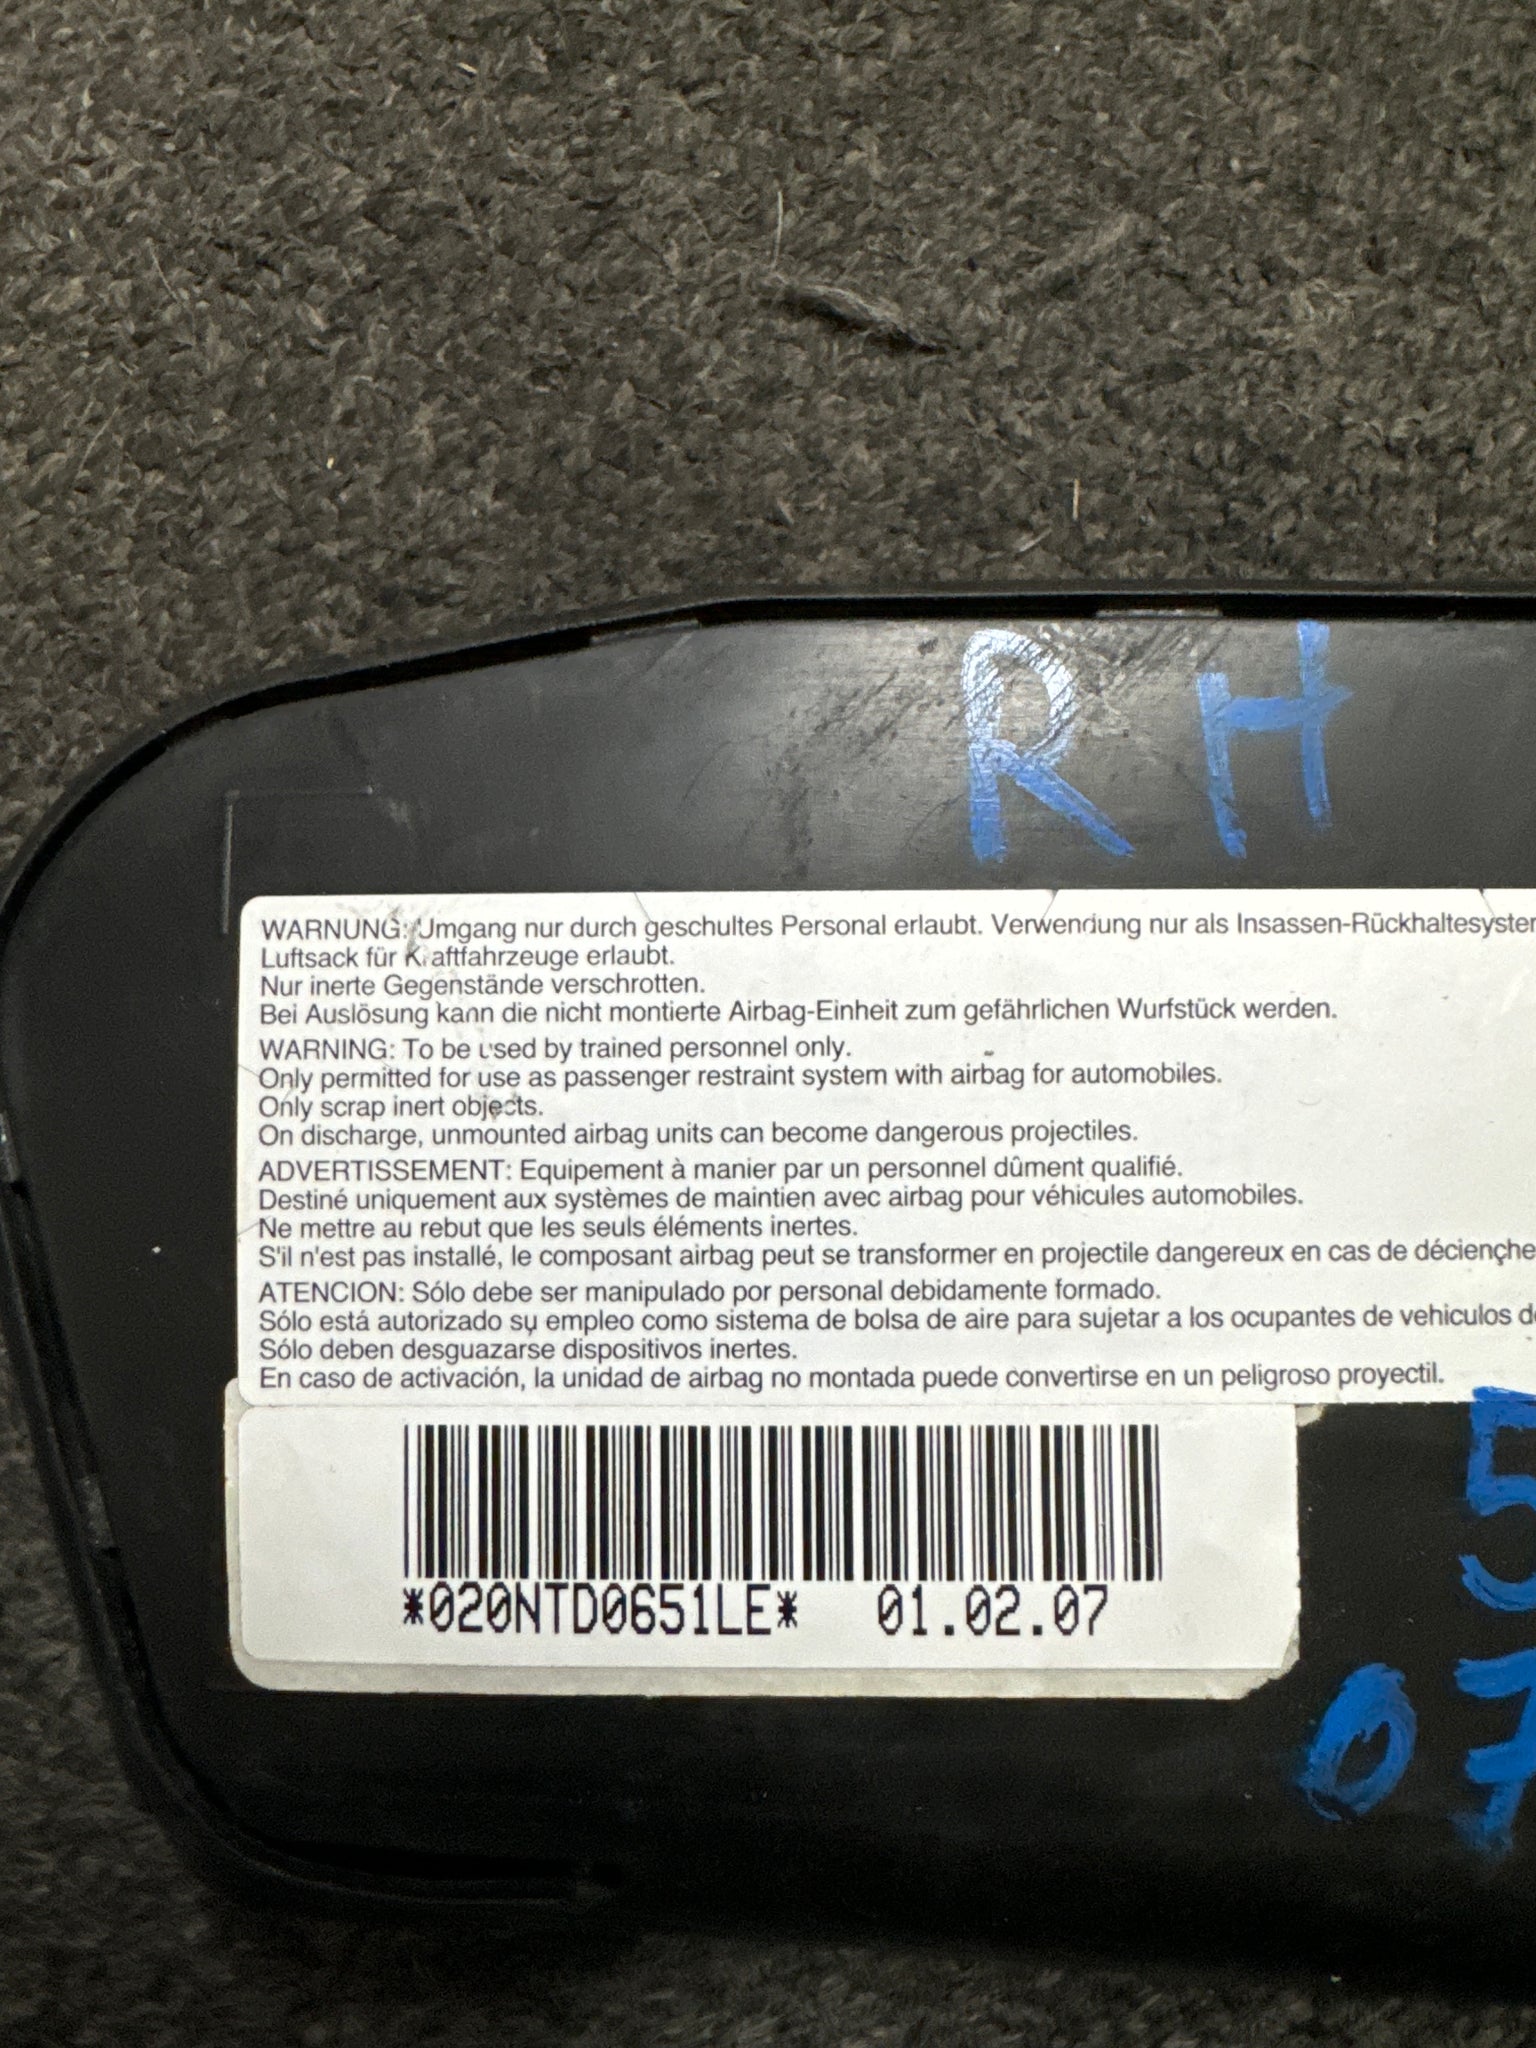 RH
WARNUNG: Umgang nur durch geschultes Personal erlaubt. Verwendung nur als Insassen-Rückhaltesystem
Luftsack für Kraftfahrzeuge erlaubt.
Nur inerte Gegenstände verschrotten.
Bei Auslösung kann die nicht montierte Airbag-Einheit zum gefährlichen Wurfstück werden.
WARNING: To be used by trained personnel only.
Only permitted for use as passenger restraint system with airbag for automobiles.
Only scrap inert objects.
On discharge, unmounted airbag units can become dangerous projectiles.
ADVERTISSEMENT: Equipement à manier par un personnel dûment qualifié.
Destiné uniquement aux systèmes de maintien avec airbag pour véhicules automobiles.
Ne mettre au rebut que les seuls éléments inertes.
S'il n'est pas installé, le composant airbag peut se transformer en projectile dangereux en cas de
ATENCION: Sólo debe ser manipulado por personal debidamente formado.
Sólo está autorizado su empleo como sistema de bolsa de aire para sujetar a los ocupantes de vehiculos
Sólo deben desguazarse dispositivos inertes.
En caso de activación, la unidad de airbag no montada puede convertirse en un peligroso proyectil.
5
*020NTD0651LE* 01.02.07
07